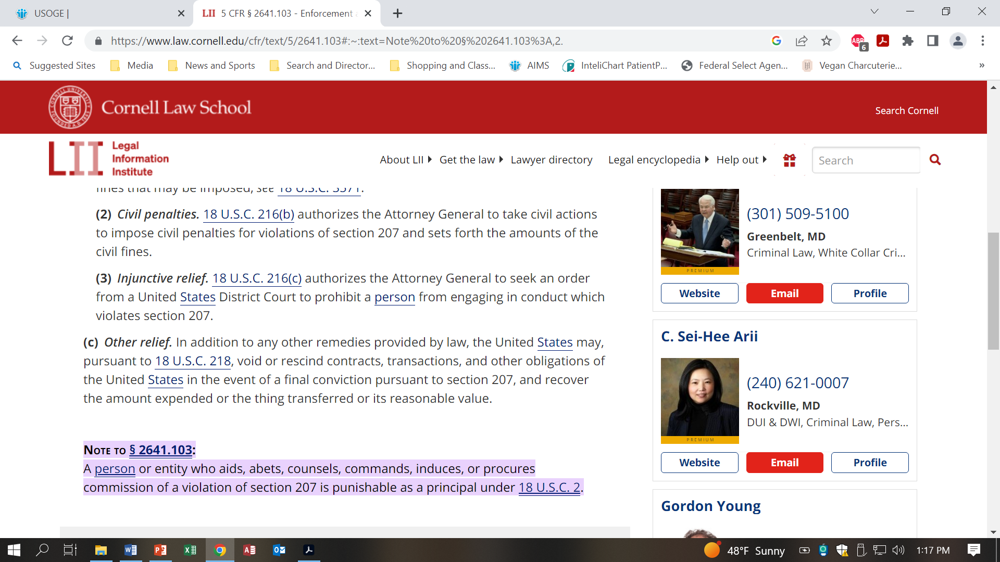 USOGE |
LII 5 CFR § 2641.103 - Enforcement
https://www.law.cornell.edu/cfr/text/5/2641.103#:~:text=Note%20to%20§%202641.103%3A,2.
ABP
6
Suggested Sites
Media
News and Sports
Search and Director...
Shopping and Class...
AIMS
InteliChart PatientP...
Federal Select Agen...
Vegan Charcuterie...
»
Cornell Law School
Search Cornell
LII Legal
Information
Institute
About LII
Get the law
Lawyer directory
Legal encyclopedia
Help out
Search
fines that may be imposed, see 18 U.S.C. 3571.
(2) Civil penalties. 18 U.S.C. 216(b) authorizes the Attorney General to take civil actions
to impose civil penalties for violations of section 207 and sets forth the amounts of the
civil fines.
(3) Injunctive relief. 18 U.S.C. 216(c) authorizes the Attorney General to seek an order
from a United States District Court to prohibit a person from engaging in conduct which
violates section 207.
(c) Other relief. In addition to any other remedies provided by law, the United States may,
pursuant to 18 U.S.C. 218, void or rescind contracts, transactions, and other obligations of
the United States in the event of a final conviction pursuant to section 207, and recover
the amount expended or the thing transferred or its reasonable value.
NOTE TO § 2641.103:
A person or entity who aids, abets, counsels, commands, induces, or procures
commission of a violation of section 207 is punishable as a principal under 18 U.S.C. 2.
(301) 509-5100
Greenbelt, MD
Criminal Law, White Collar Cri...
PREMIUM
Website
Email
Profile
C. Sei-Hee Arii
(240) 621-0007
Rockville, MD
DUI & DWI, Criminal Law, Pers...
PREMIUM
Website
Email
Profile
Gordon Young
48°F Sunny
1:17 PM